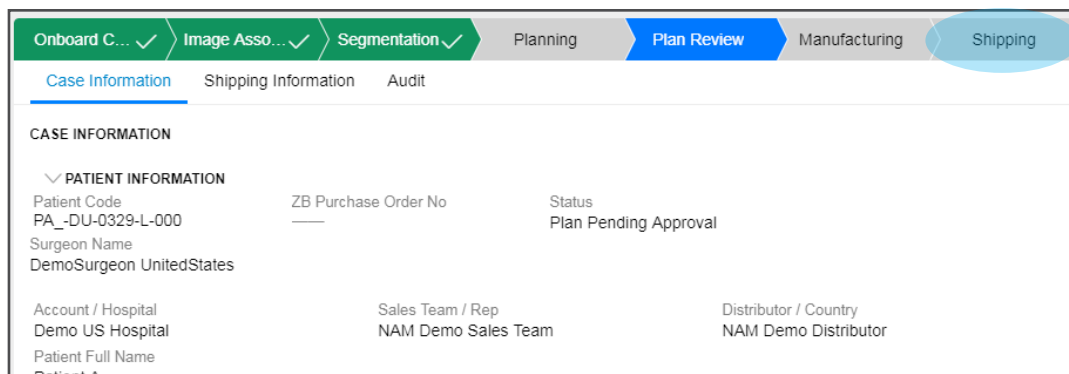 Onboard C... Image Asso... Segmentation Planning Plan Review Manufacturing Shipping
Case Information Shipping Information Audit
CASE INFORMATION
PATIENT INFORMATION
Patient Code ZB Purchase Order No Status
PA_-DU-0329-L-000 —— Plan Pending Approval
Surgeon Name
DemoSurgeon UnitedStates
Account / Hospital Sales Team / Rep Distributor / Country
Demo US Hospital NAM Demo Sales Team NAM Demo Distributor
Patient Full Name